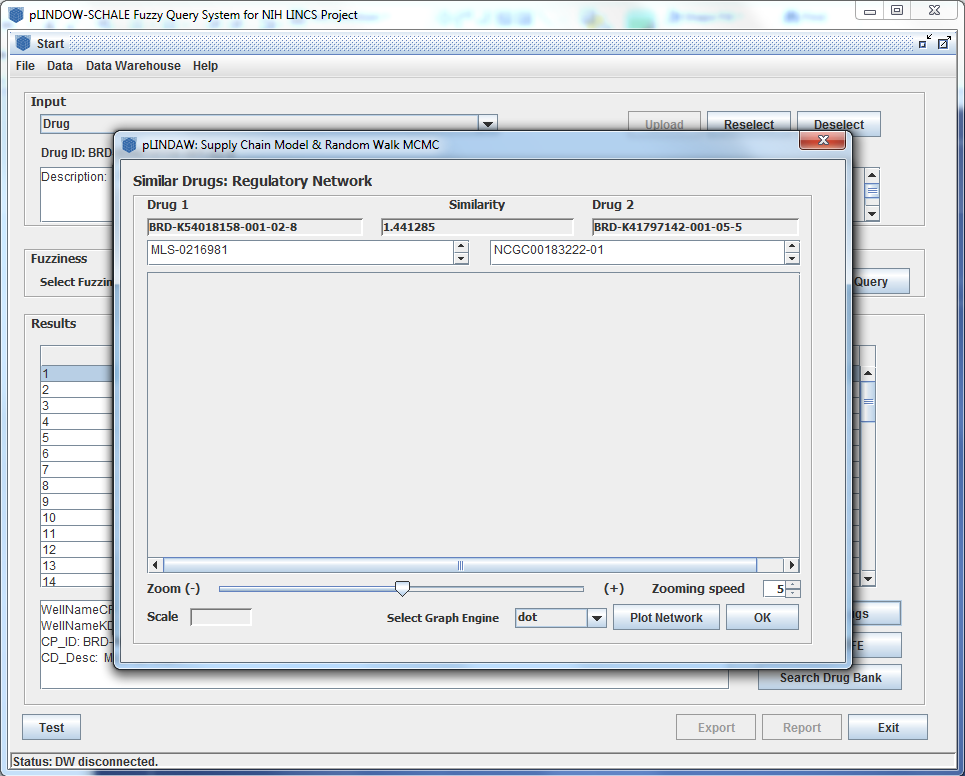 pLINDOW-SCHALE Fuzzy Query System for NIH LINCS Project
Start
File Data Data Warehouse Help
Input
Drug
Upload Reselect Deselect
Drug ID: BRD
Description:
pLINDAW: Supply Chain Model & Random Walk MCMC
Similar Drugs: Regulatory Network
Drug 1 Similarity Drug 2
BRD-K54018158-001-02-8 1.441285 BRD-K41797142-001-05-5
MLS-0216981 NCGC00183222-01
Fuzziness
Select Fuzzin
Query
Results
1
2
3
4
5
6
7
8
9
10
11
12
13
14
Zoom (-) (+) Zooming speed 5
Scale Select Graph Engine dot Plot Network OK
WellNameCP
WellNameKD
CP_ID: BRD-
CD_Desc: M
gs
FE
Search Drug Bank
Test Export Report Exit
Status: DW disconnected.